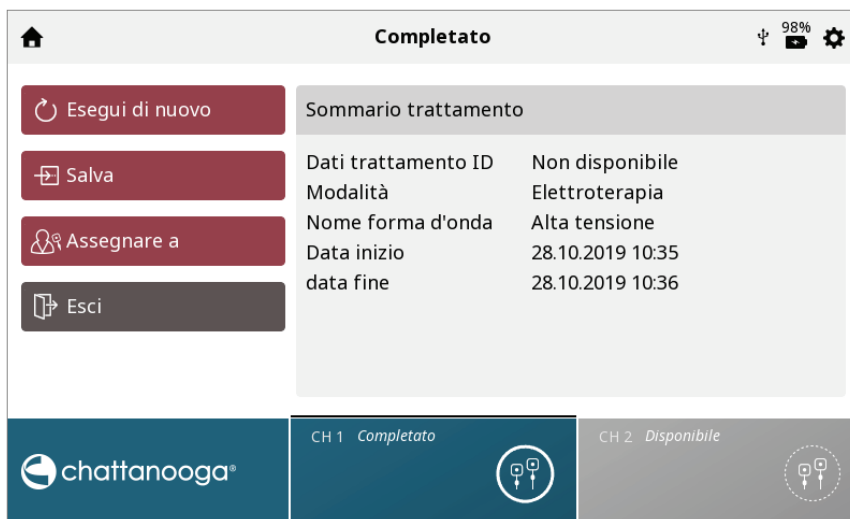 Completato
98%
Esegui di nuovo
Salva
Assegnare a
Esci
Sommario trattamento
Dati trattamento ID Non disponibile
Modalità Elettroterapia
Nome forma d'onda Alta tensione
Data inizio 28.10.2019 10:35
data fine 28.10.2019 10:36
chattanooga®
CH 1 Completato
CH 2 Disponibile